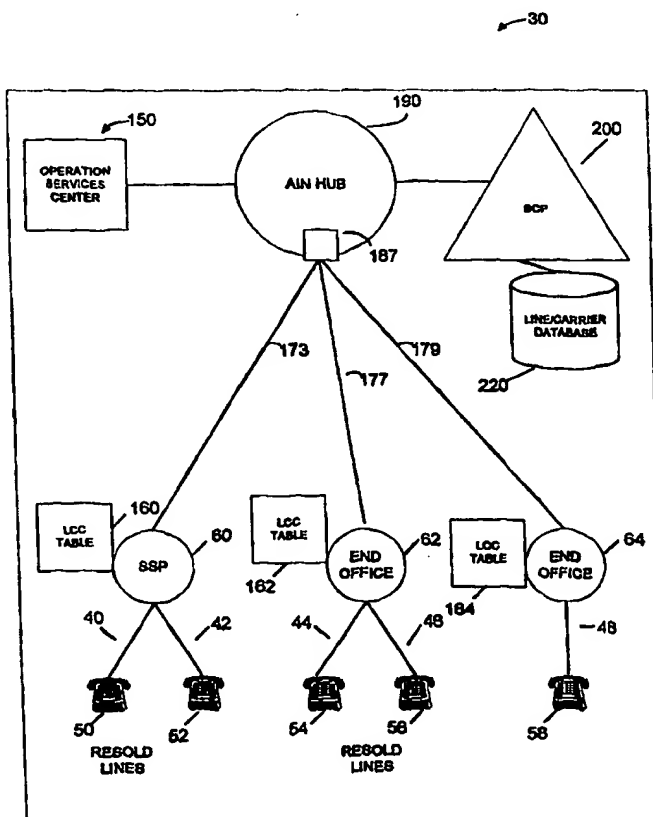 30
150
190
200
OPERATION
SERVICES
CENTER
AIN HUB
SCP
187
LINE/CARRIER
DATABASE
220
173
177
179
LCC
TABLE
160
SSP
60
LCC
TABLE
162
END
OFFICE
62
LCC
TABLE
164
END
OFFICE
64
40
42
44
46
48
50
52
54
56
58
RESOLD
LINES
RESOLD
LINES